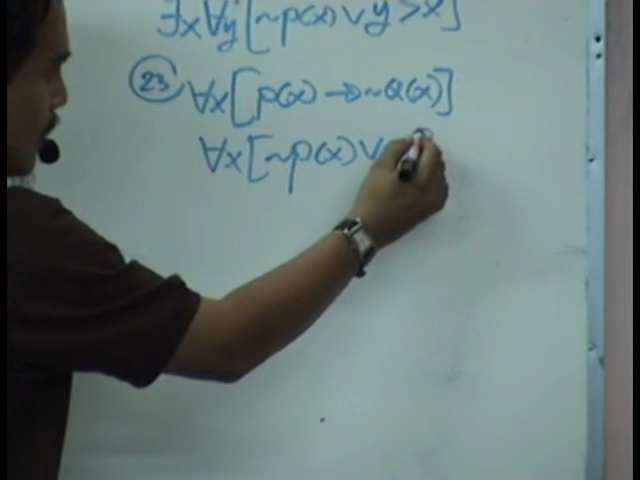 ∃x∀y[~p(x)∨y>x]
23 ∀x[p(x)→~Q(x)]
∀x[~p(x)∨